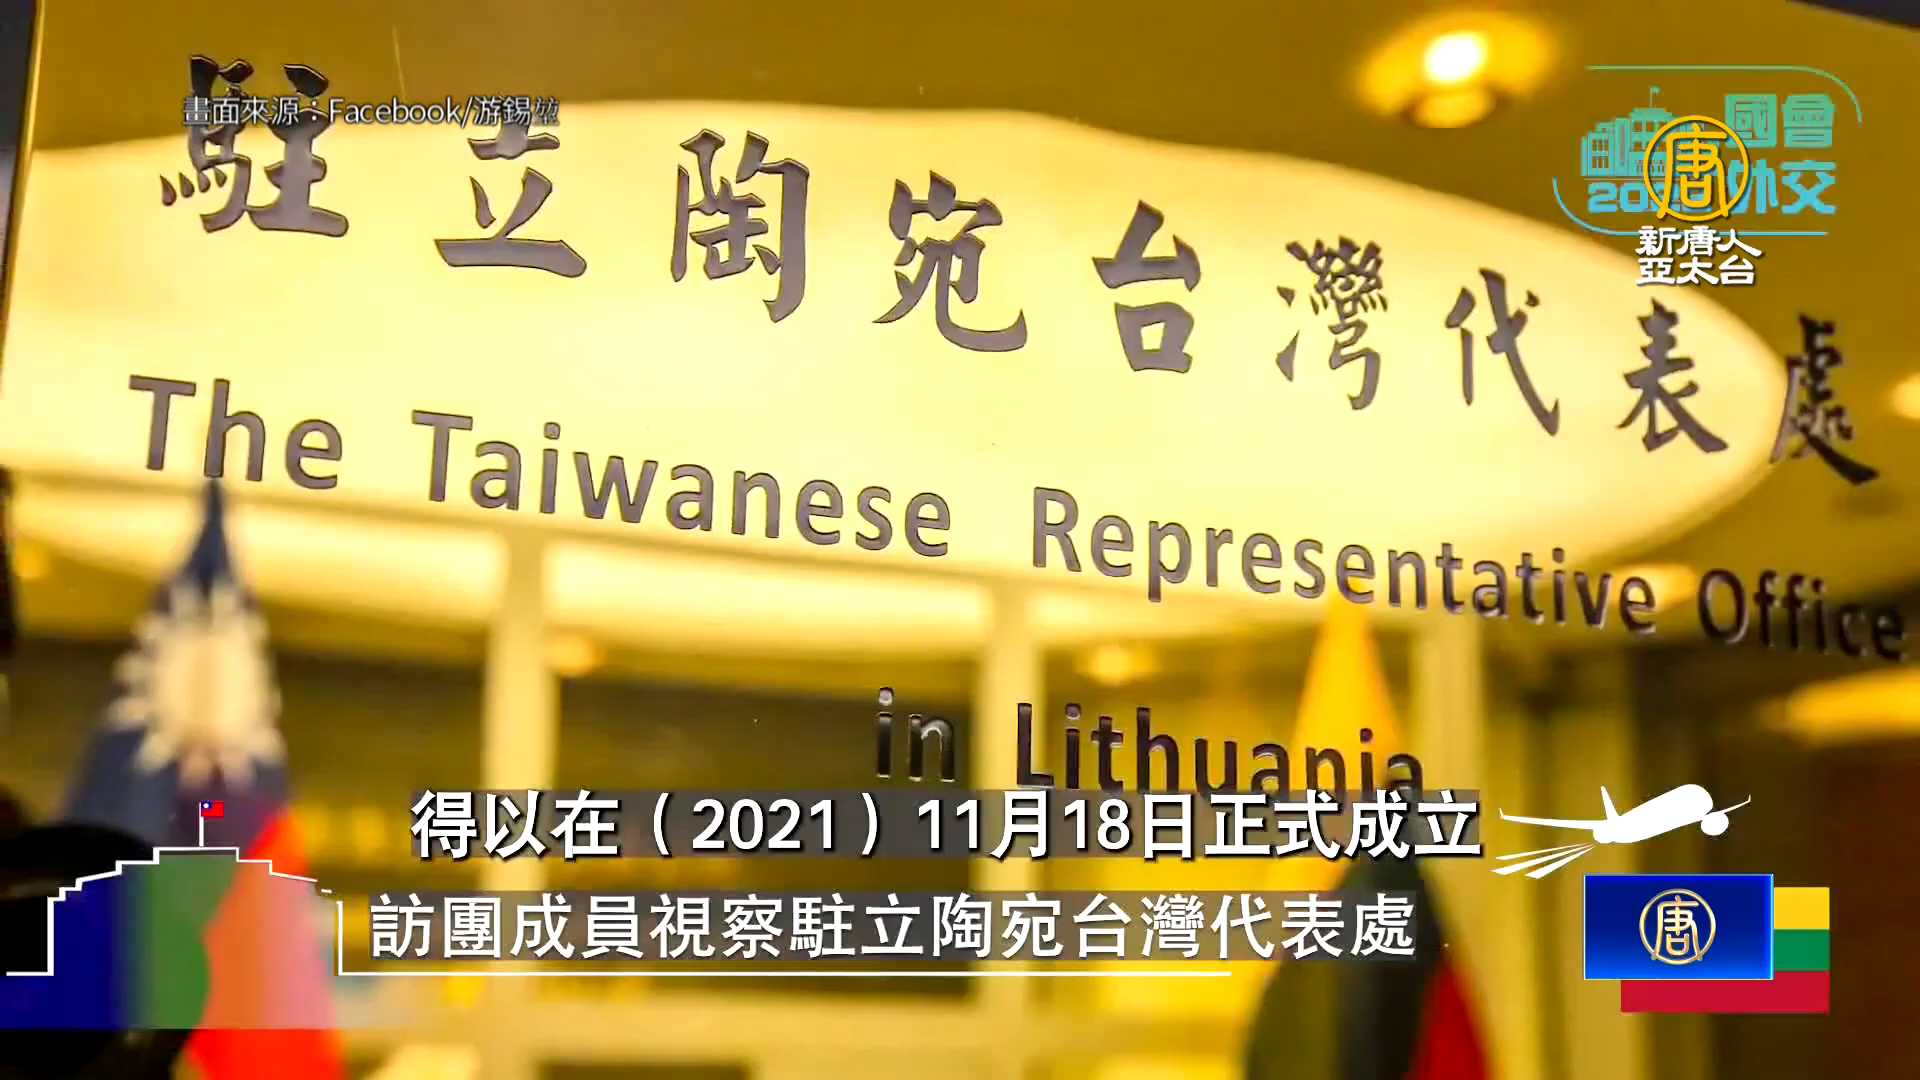 畫面來源：Facebook/游錫堃
國會
外交
唐
新唐人
亞太台
駐立陶宛台灣代表處
The Taiwanese Representative Office
in Lithuania
得以在（2021）11月18日正式成立
訪團成員視察駐立陶宛台灣代表處
唐